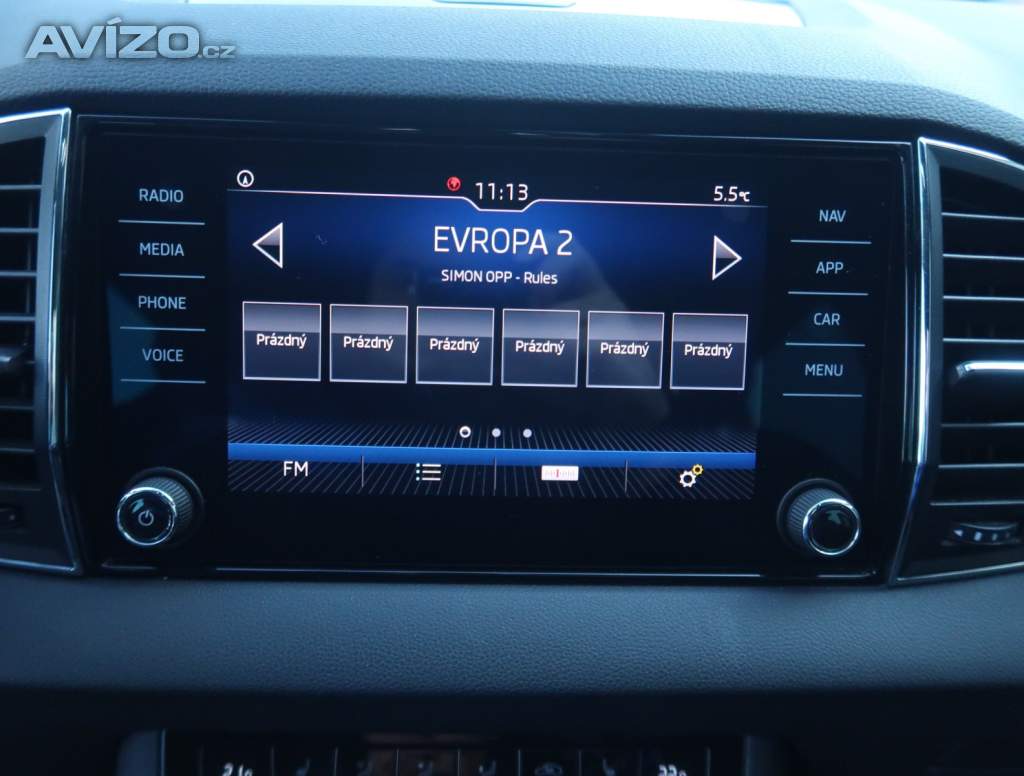 AVÍZO.cz
11:13
5.5°C
RADIO
MEDIA
PHONE
VOICE
EVROPA 2
SIMON OPP - Rules
Prázdný
Prázdný
Prázdný
Prázdný
Prázdný
Prázdný
FM
NAV
APP
CAR
MENU